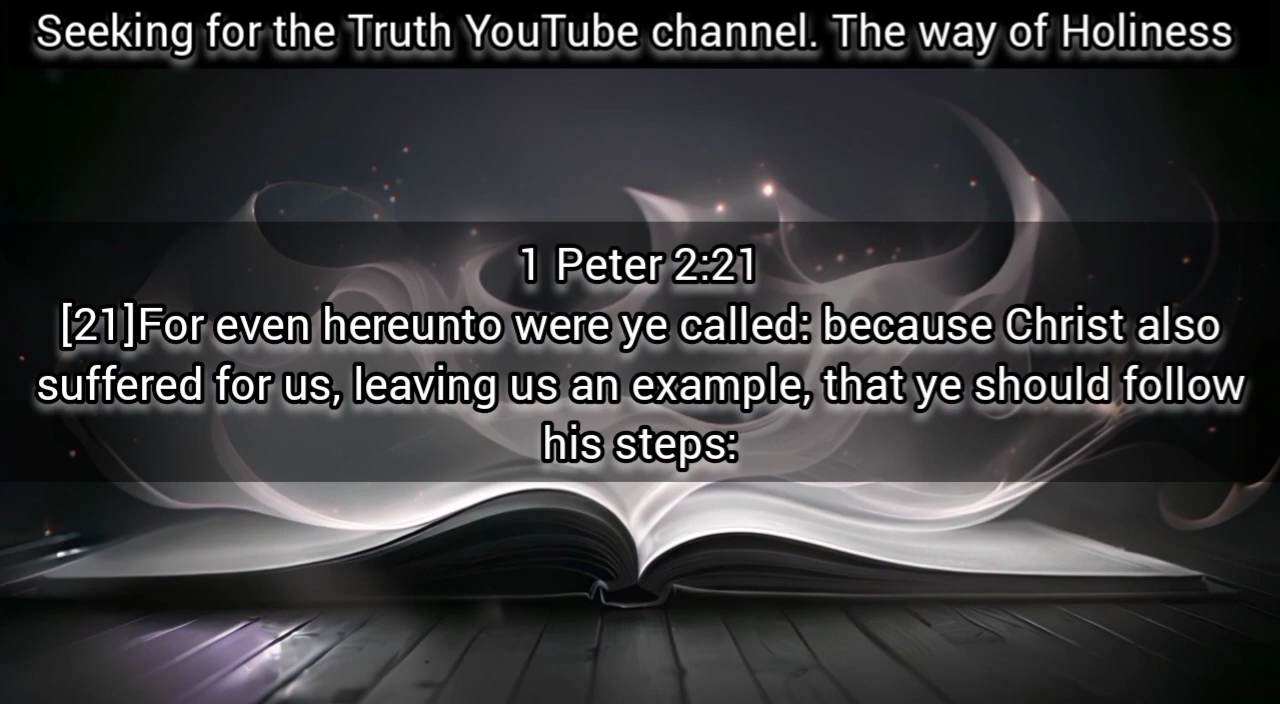 Seeking for the Truth YouTube channel. The way of Holiness
1 Peter 2:21
[21]For even hereunto were ye called: because Christ also
suffered for us, leaving us an example, that ye should follow
his steps: